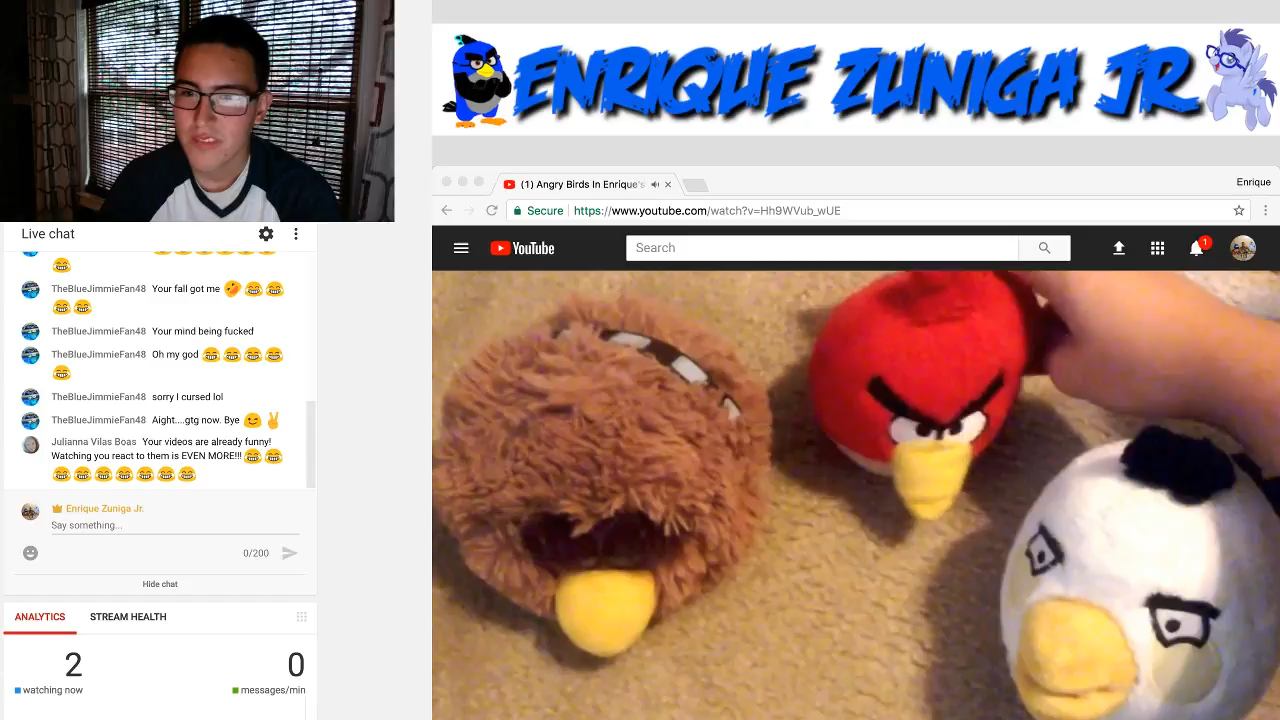 ENRIQUE ZUNIGA JR
(1) Angry Birds In Enrique's
Enrique
Secure https://www.youtube.com/watch?v=Hh9WVub_wUE
YouTube
Search
1
Live chat
TheBlueJimmieFan48 Your fall got me 🤣😂😂
😂😂
TheBlueJimmieFan48 Your mind being fucked
TheBlueJimmieFan48 Oh my god 😂😂😂😂
😂
TheBlueJimmieFan48 sorry I cursed lol
TheBlueJimmieFan48 Aight....gtg now. Bye 😉✌
Julianna Vilas Boas Your videos are already funny!
Watching you react to them is EVEN MORE!!! 😂😂
😂😂😂😂😂😂😂
Enrique Zuniga Jr.
Say something...
0/200
Hide chat
ANALYTICS STREAM HEALTH
2 0
watching now messages/min